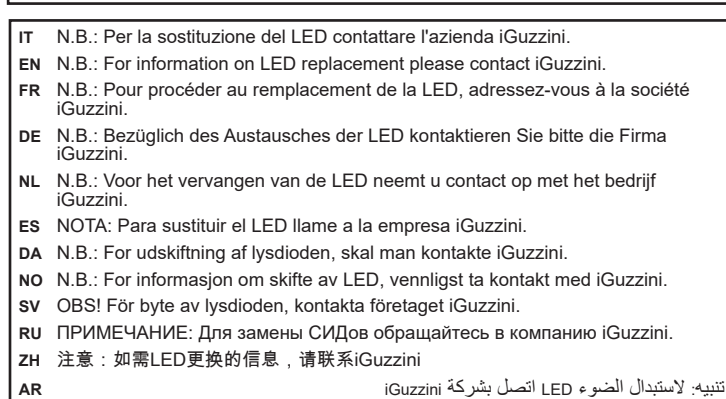 IT N.B.: Per la sostituzione del LED contattare l'azienda iGuzzini.
EN N.B.: For information on LED replacement please contact iGuzzini.
FR N.B.: Pour procéder au remplacement de la LED, adressez-vous à la société
iGuzzini.
DE N.B.: Bezüglich des Austausches der LED kontaktieren Sie bitte die Firma
iGuzzini.
NL N.B.: Voor het vervangen van de LED neemt u contact op met het bedrijf
iGuzzini.
ES NOTA: Para sustituir el LED llame a la empresa iGuzzini.
DA N.B.: For udskiftning af lysdioden, skal man kontakte iGuzzini.
NO N.B.: For informasjon om skifte av LED, vennligst ta kontakt med iGuzzini.
SV OBS! För byte av lysdioden, kontakta företaget iGuzzini.
RU ПРИМЕЧАНИЕ: Для замены СИДов обращайтесь в компанию iGuzzini.
ZH 注意：如需LED更换的信息，请联系iGuzzini
AR تنبيه: لاستبدال الضوء LED اتصل بشركة iGuzzini